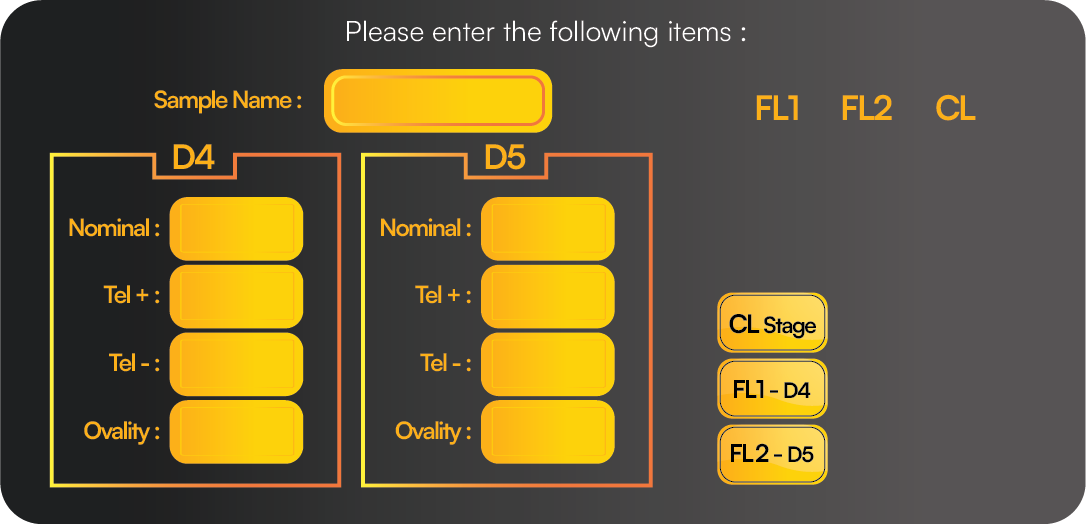 Please enter the following items :
Sample Name :
FL1 FL2 CL
D4
Nominal :
Tel + :
Tel - :
Ovality :
D5
Nominal :
Tel + :
Tel - :
Ovality :
CL Stage
FL1 - D4
FL2 - D5